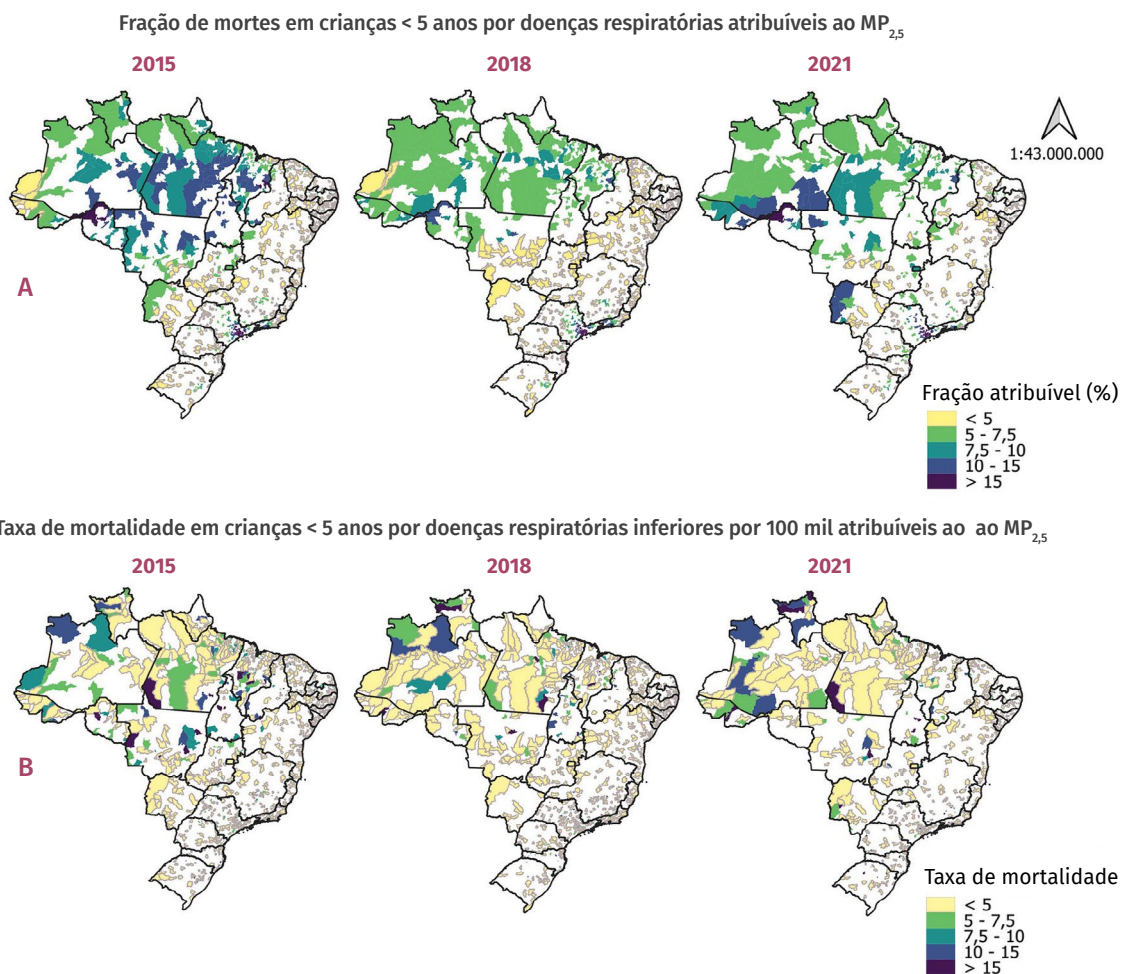 Fração de mortes em crianças < 5 anos por doenças respiratórias atribuíveis ao MP2,5
2015
2018
2021
1:43.000.000
A
Fração atribuível (%)
< 5
5 - 7,5
7,5 - 10
10 - 15
> 15
Taxa de mortalidade em crianças < 5 anos por doenças respiratórias inferiores por 100 mil atribuíveis ao ao MP2,5
2015
2018
2021
B
Taxa de mortalidade
< 5
5 - 7,5
7,5 - 10
10 - 15
> 15